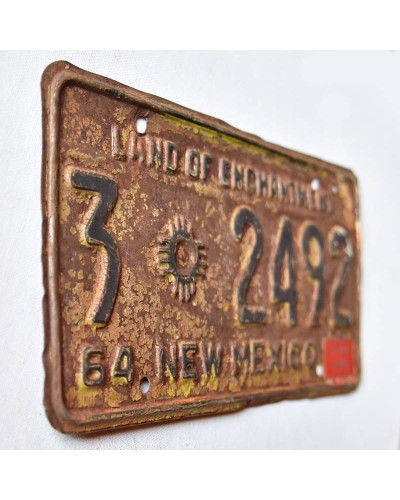 LAND OF ENCHANTMENT
3 2492
64 NEW MEXICO